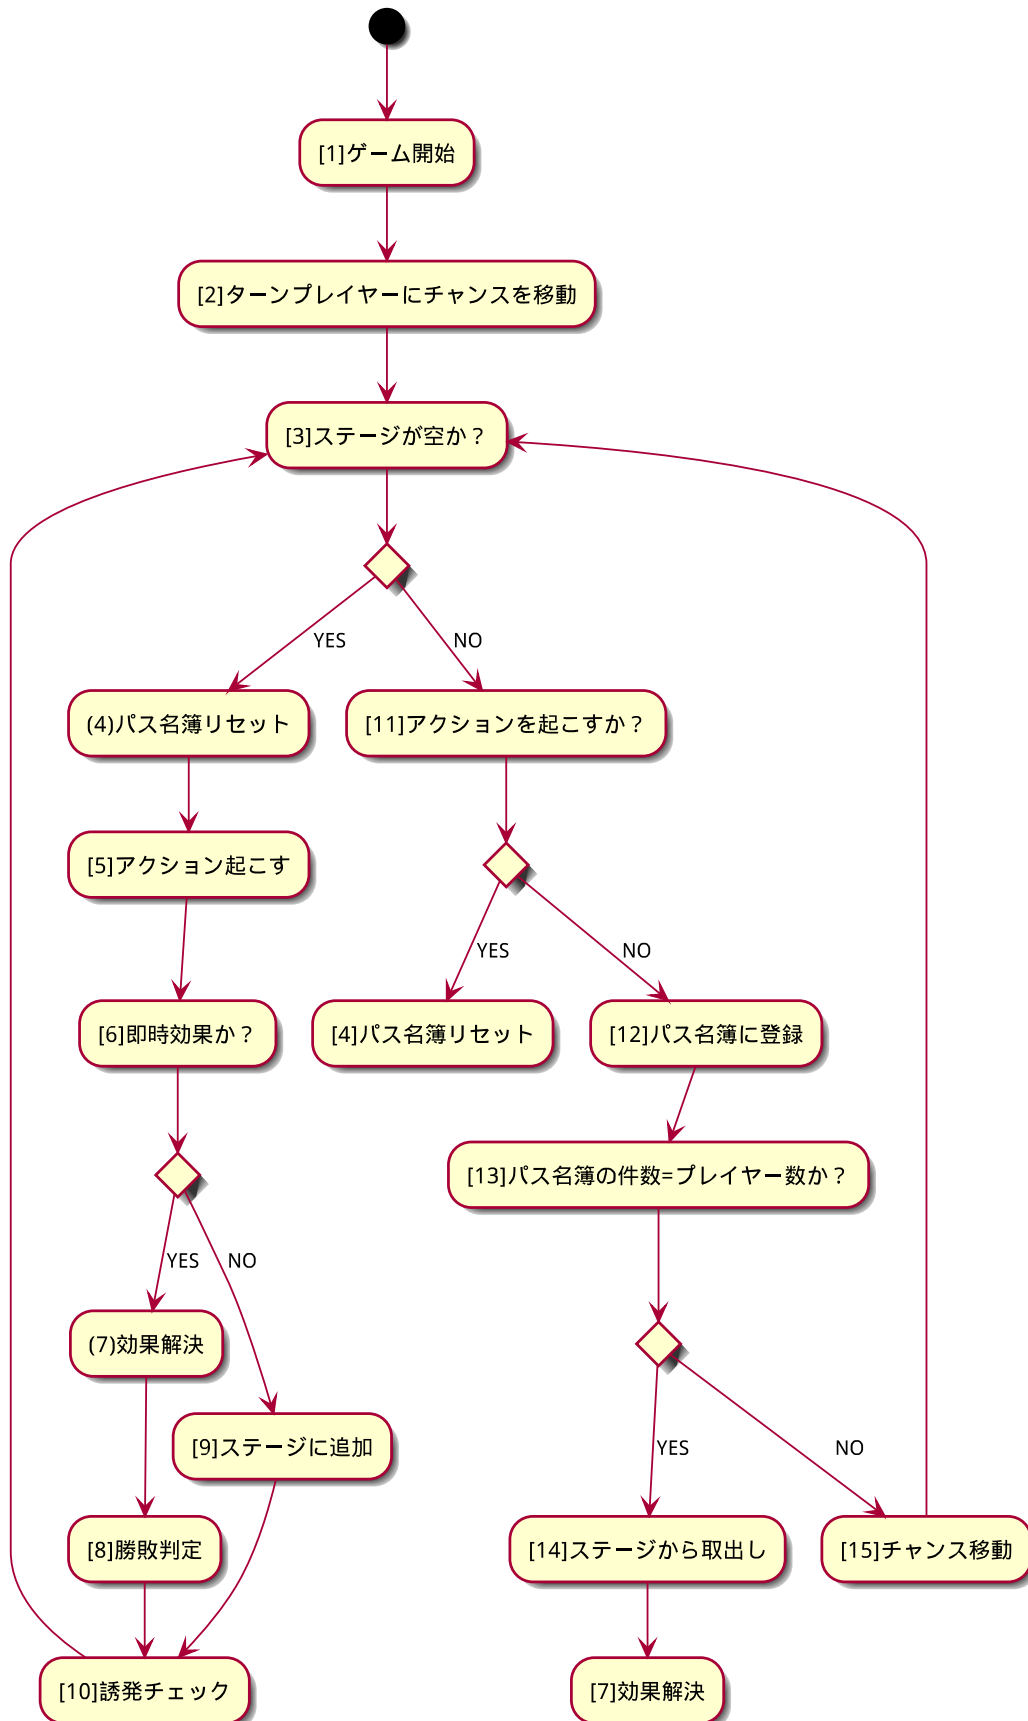 [1]ゲーム開始
[2]ターンプレイヤーにチャンスを移動
[3]ステージが空か？
YES
NO
(4)パス名簿リセット
[11]アクションを起こすか？
[5]アクション起こす
YES
NO
[6]即時効果か？
[4]パス名簿リセット
[12]パス名簿に登録
[13]パス名簿の件数=プレイヤー数か？
YES
NO
(7)効果解決
[9]ステージに追加
YES
NO
[8]勝敗判定
[14]ステージから取出し
[15]チャンス移動
[10]誘発チェック
[7]効果解決